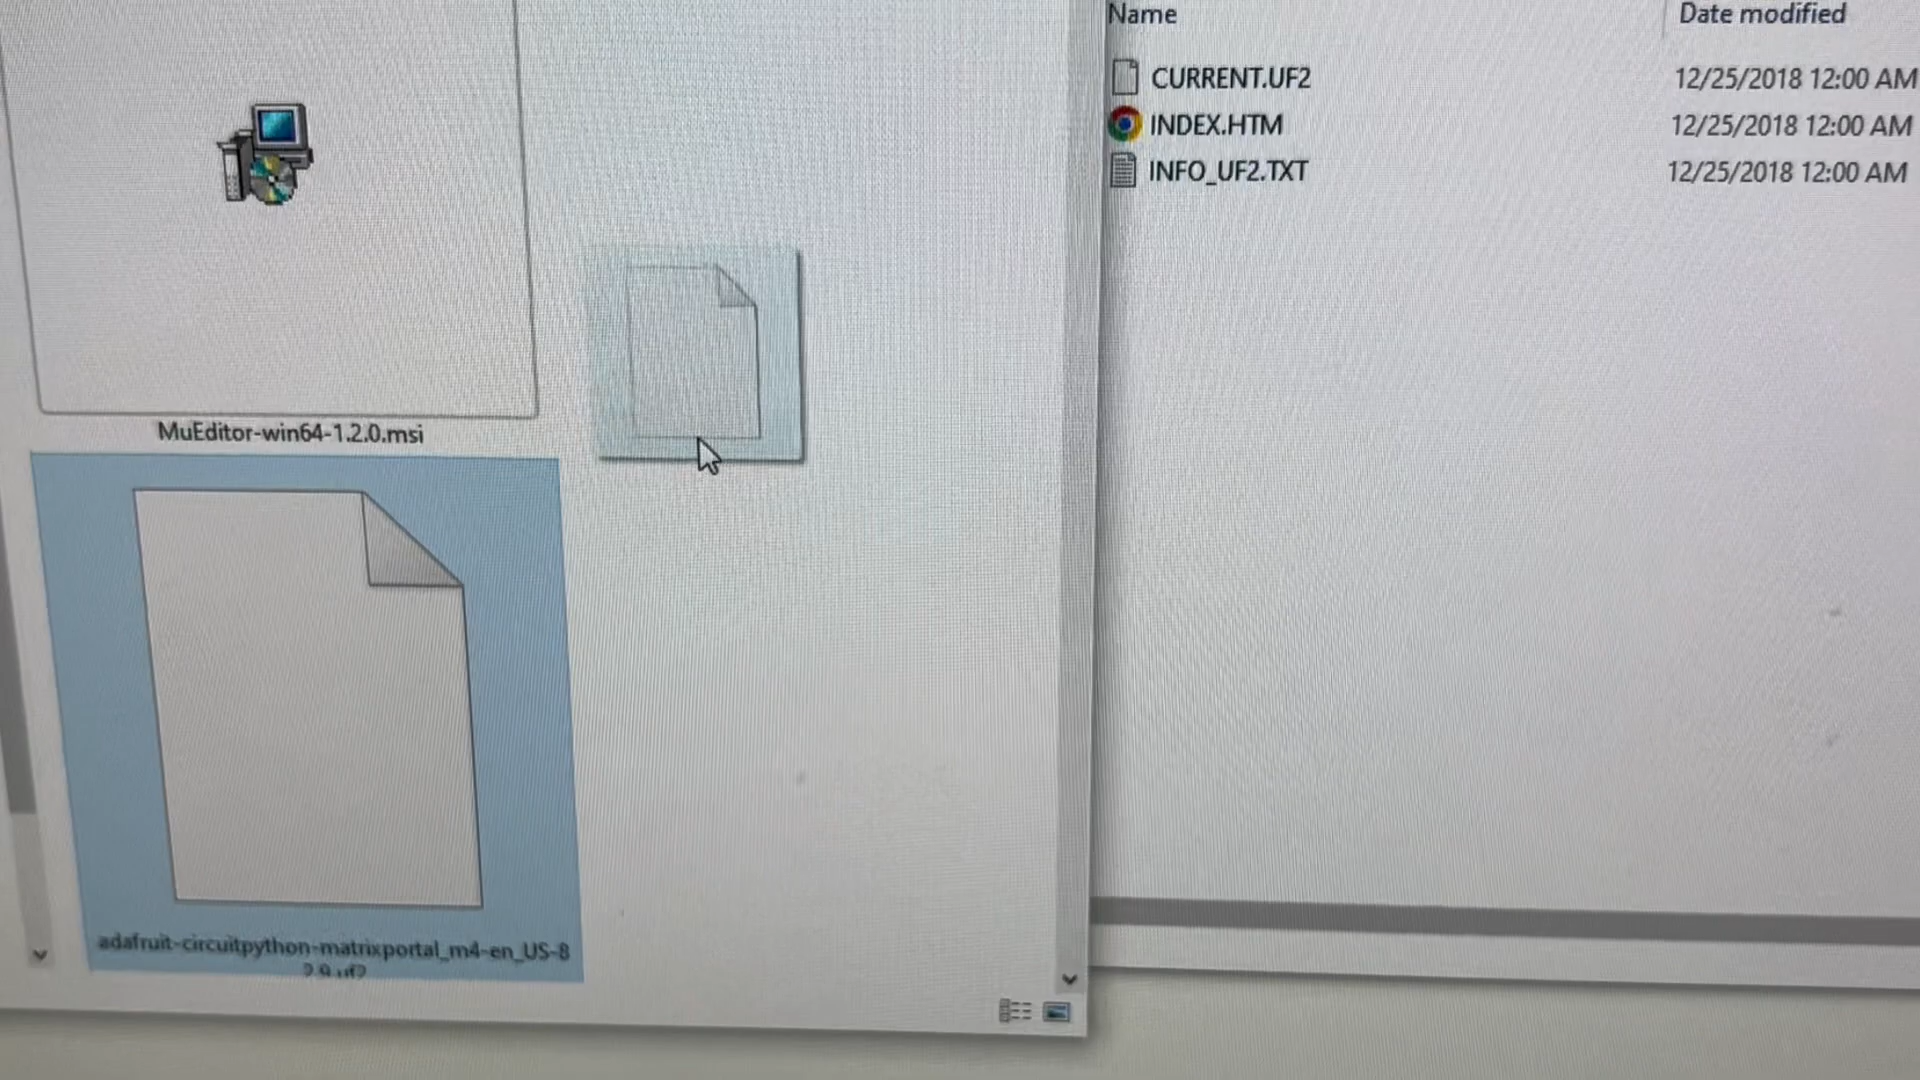 Name
Date modified
CURRENT.UF2
12/25/2018 12:00 AM
INDEX.HTM
12/25/2018 12:00 AM
INFO_UF2.TXT
12/25/2018 12:00 AM
MuEditor-win64-1.2.0.msi
adafruit-circuitpython-matrixportal_m4-en_US-8